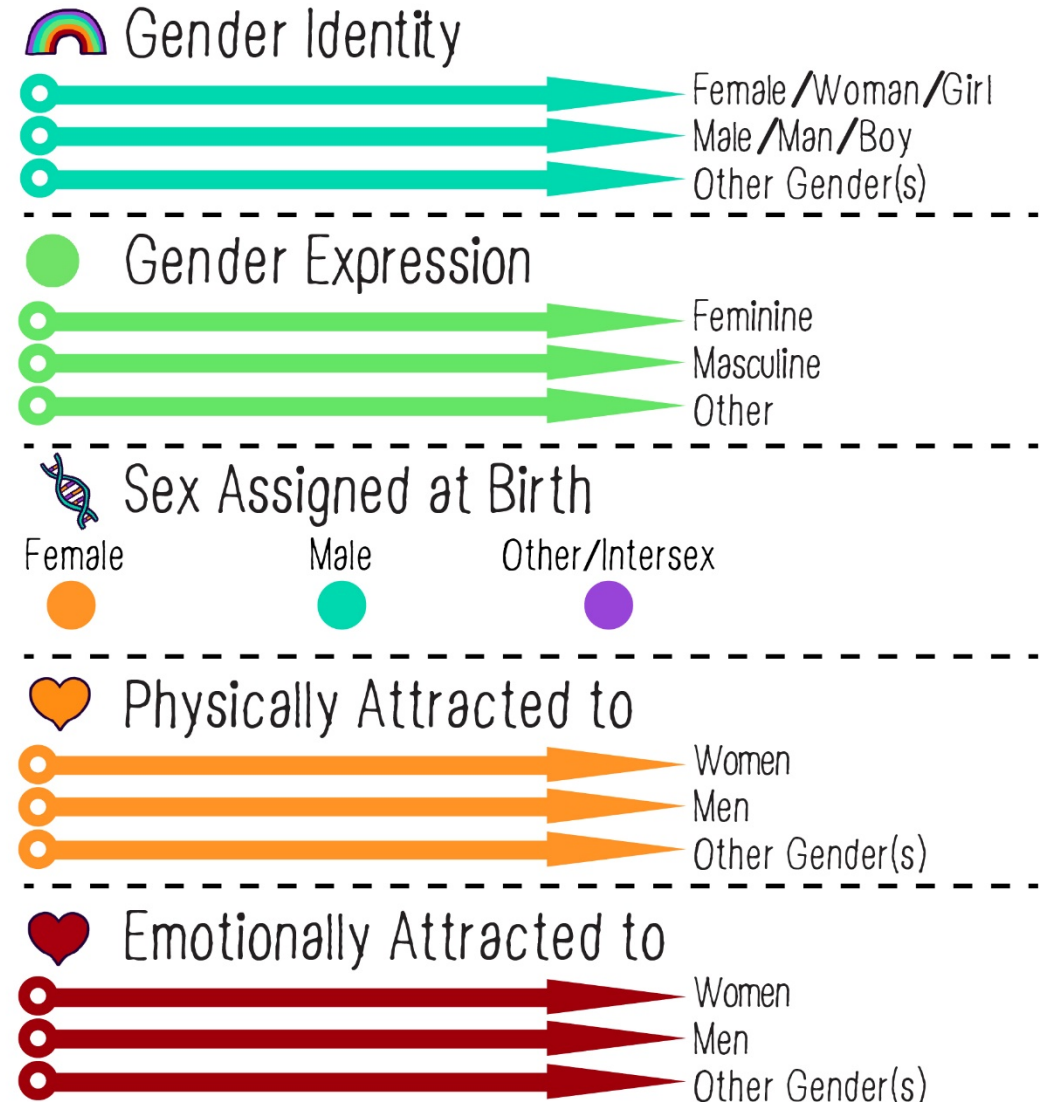 Gender Identity
Female/Woman/Girl
Male/Man/Boy
Other Gender(s)
Gender Expression
Feminine
Masculine
Other
Sex Assigned at Birth
Female Male Other/Intersex
Physically Attracted to
Women
Men
Other Gender(s)
Emotionally Attracted to
Women
Men
Other Gender(s)